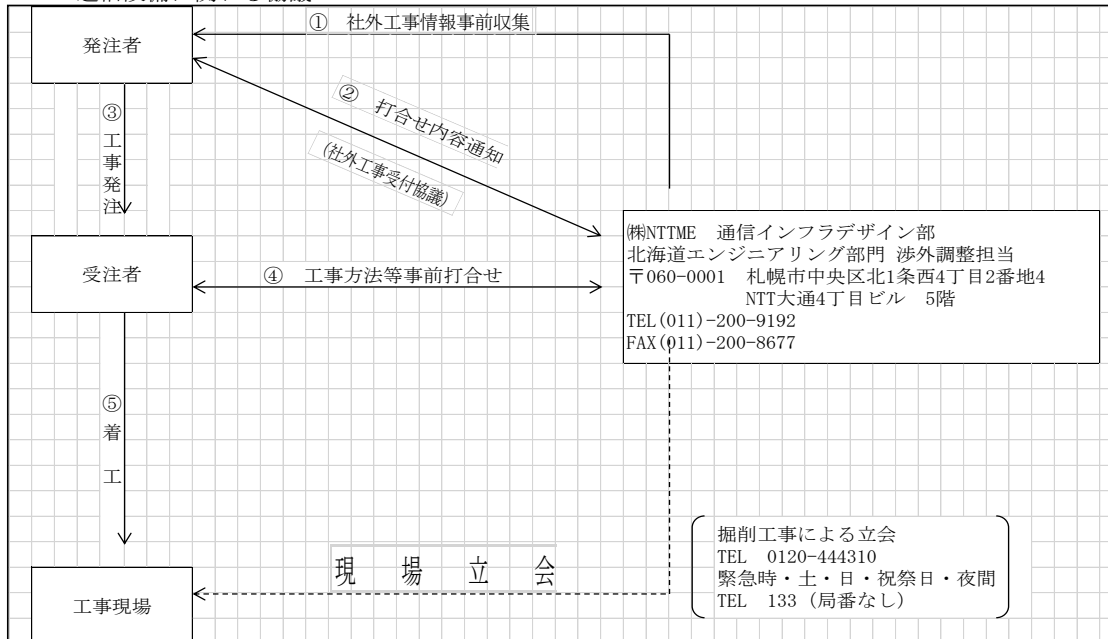 発注者
① 社外工事情報事前収集
② 打合せ内容通知
(社外工事受付協議)
③工事発注
㈱NTTME 通信インフラデザイン部
北海道エンジニアリング部門 渉外調整担当
〒060-0001 札幌市中央区北1条西4丁目2番地4
NTT大通4丁目ビル 5階
TEL(011)-200-9192
FAX(011)-200-8677
受注者
④ 工事方法等事前打合せ
⑤着 工
掘削工事による立会
TEL 0120-444310
緊急時・土・日・祝祭日・夜間
TEL 133 (局番なし)
現 場 立 会
工事現場